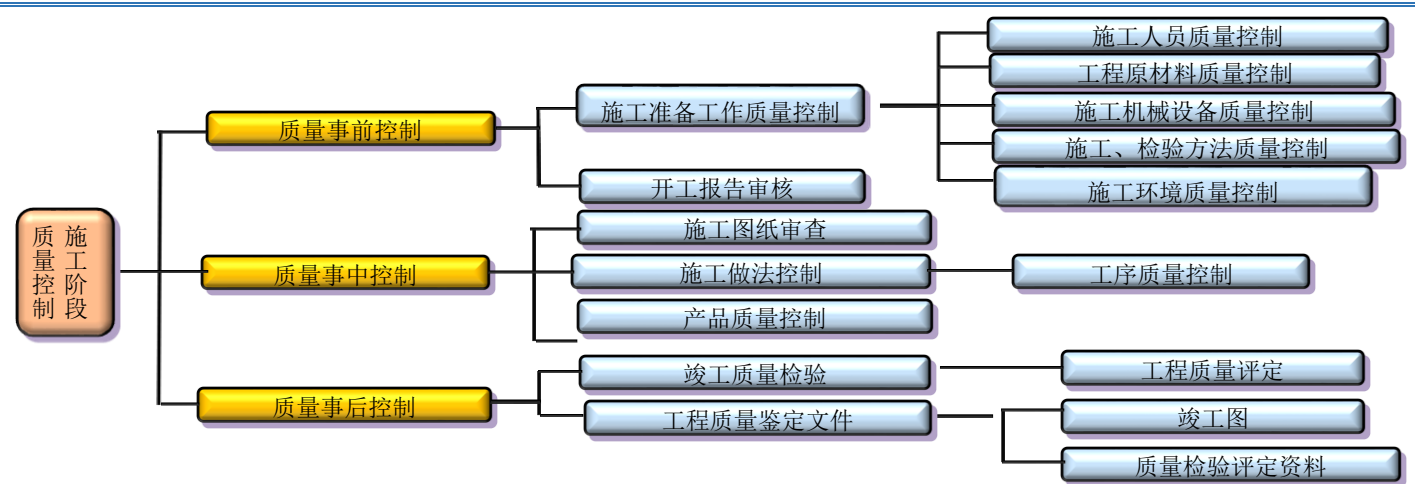 施工阶段
质量控制
质量事前控制
施工准备工作质量控制
施工人员质量控制
工程原材料质量控制
施工机械设备质量控制
施工、检验方法质量控制
施工环境质量控制
开工报告审核
质量事中控制
施工图纸审查
施工做法控制
工序质量控制
产品质量控制
质量事后控制
竣工质量检验
工程质量评定
工程质量鉴定文件
竣工图
质量检验评定资料